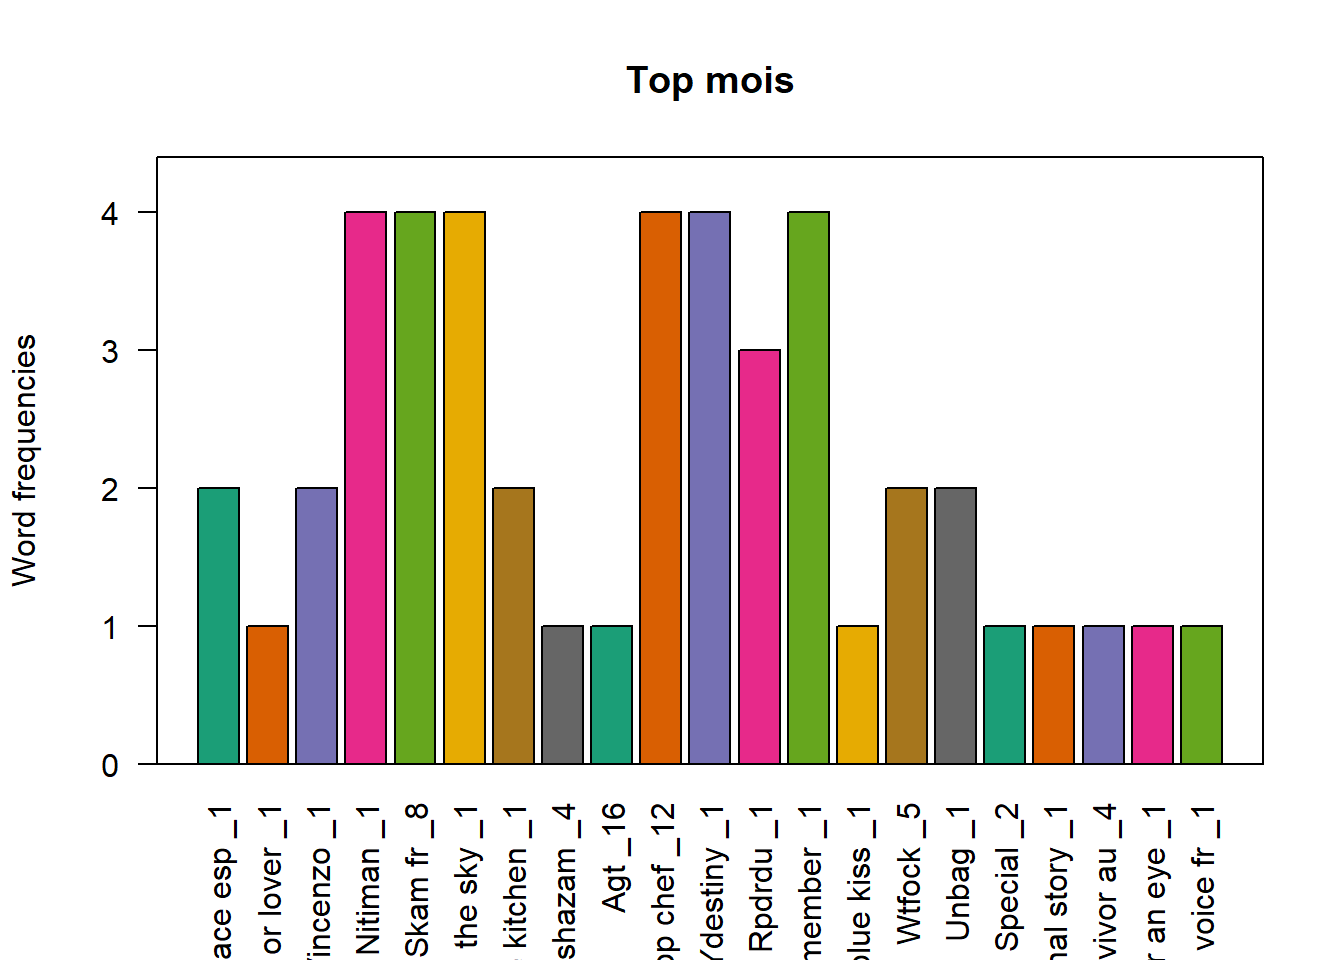 Top mois
Word frequencies
4
3
2
1
0
ace esp _1
or lover _1
Vincenzo _1
Nitiman _1
Skam fr _8
the sky _1
kitchen _1
shazam _4
Agt _16
op chef _12
Ydestiny _1
Rpdrdu _1
member _1
blue kiss _1
Wtfock _5
Unbag _1
Special _2
nal story _1
vivor au _4
r an eye _1
voice fr _1